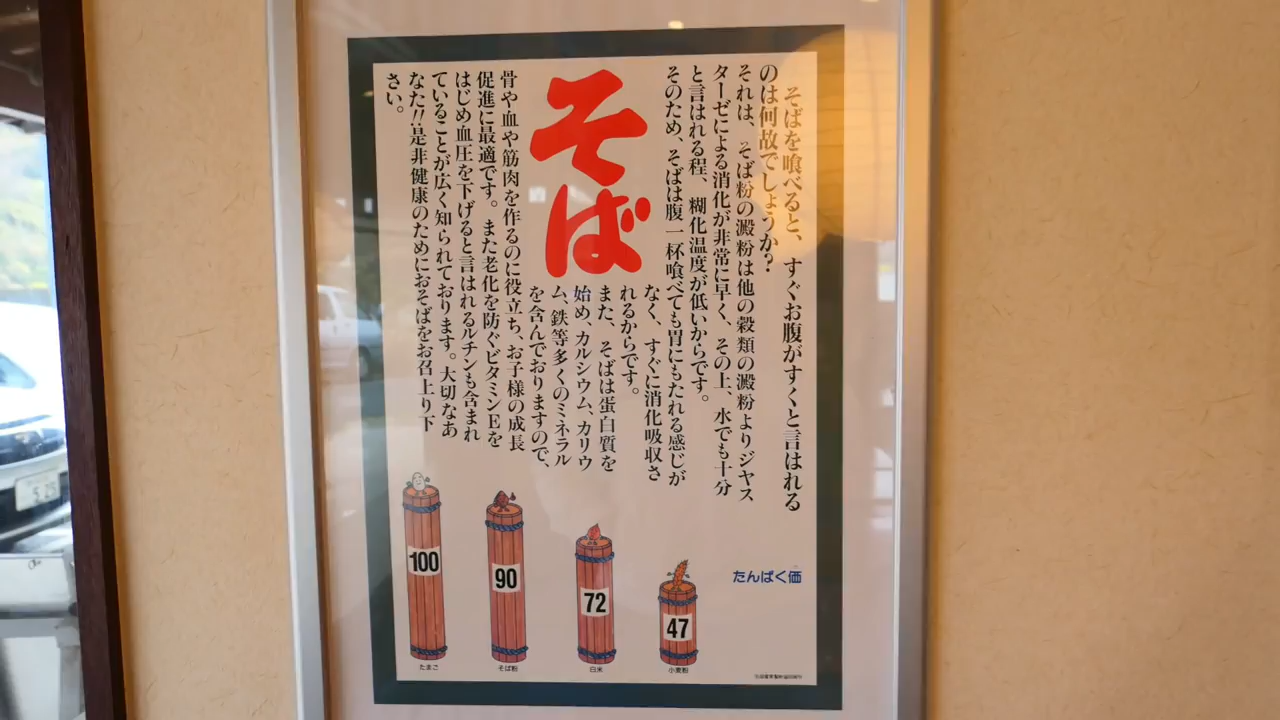 そばを喰べると、すぐお腹がすくと言はれる
のは何故でしょうか?
それは、そば粉の澱粉は他の穀類の澱粉よりジヤス
ターゼによる消化が非常に早く、その上、水でも十分
と言はれる程、糊化温度が低いからです。
そのため、そばは腹一杯喰べても胃にもたれる感じが
なく、すぐに消化吸収さ
れるからです。
そば
また、そばは蛋白質を
始め、カルシウム、カリウ
ム、鉄等多くのミネラル
を含んでおりますので、
骨や血や筋肉を作るのに役立ち、お子様の成長
促進に最適です。また老化を防ぐビタミンEを
はじめ血圧を下げると言はれるルチンも含まれ
ていることが広く知られております。大切なあ
なた!!是非健康のためにおそばをお召上り下
さい。
たんぱく価
100
たまご
90
そば粉
72
白米
47
小麦粉